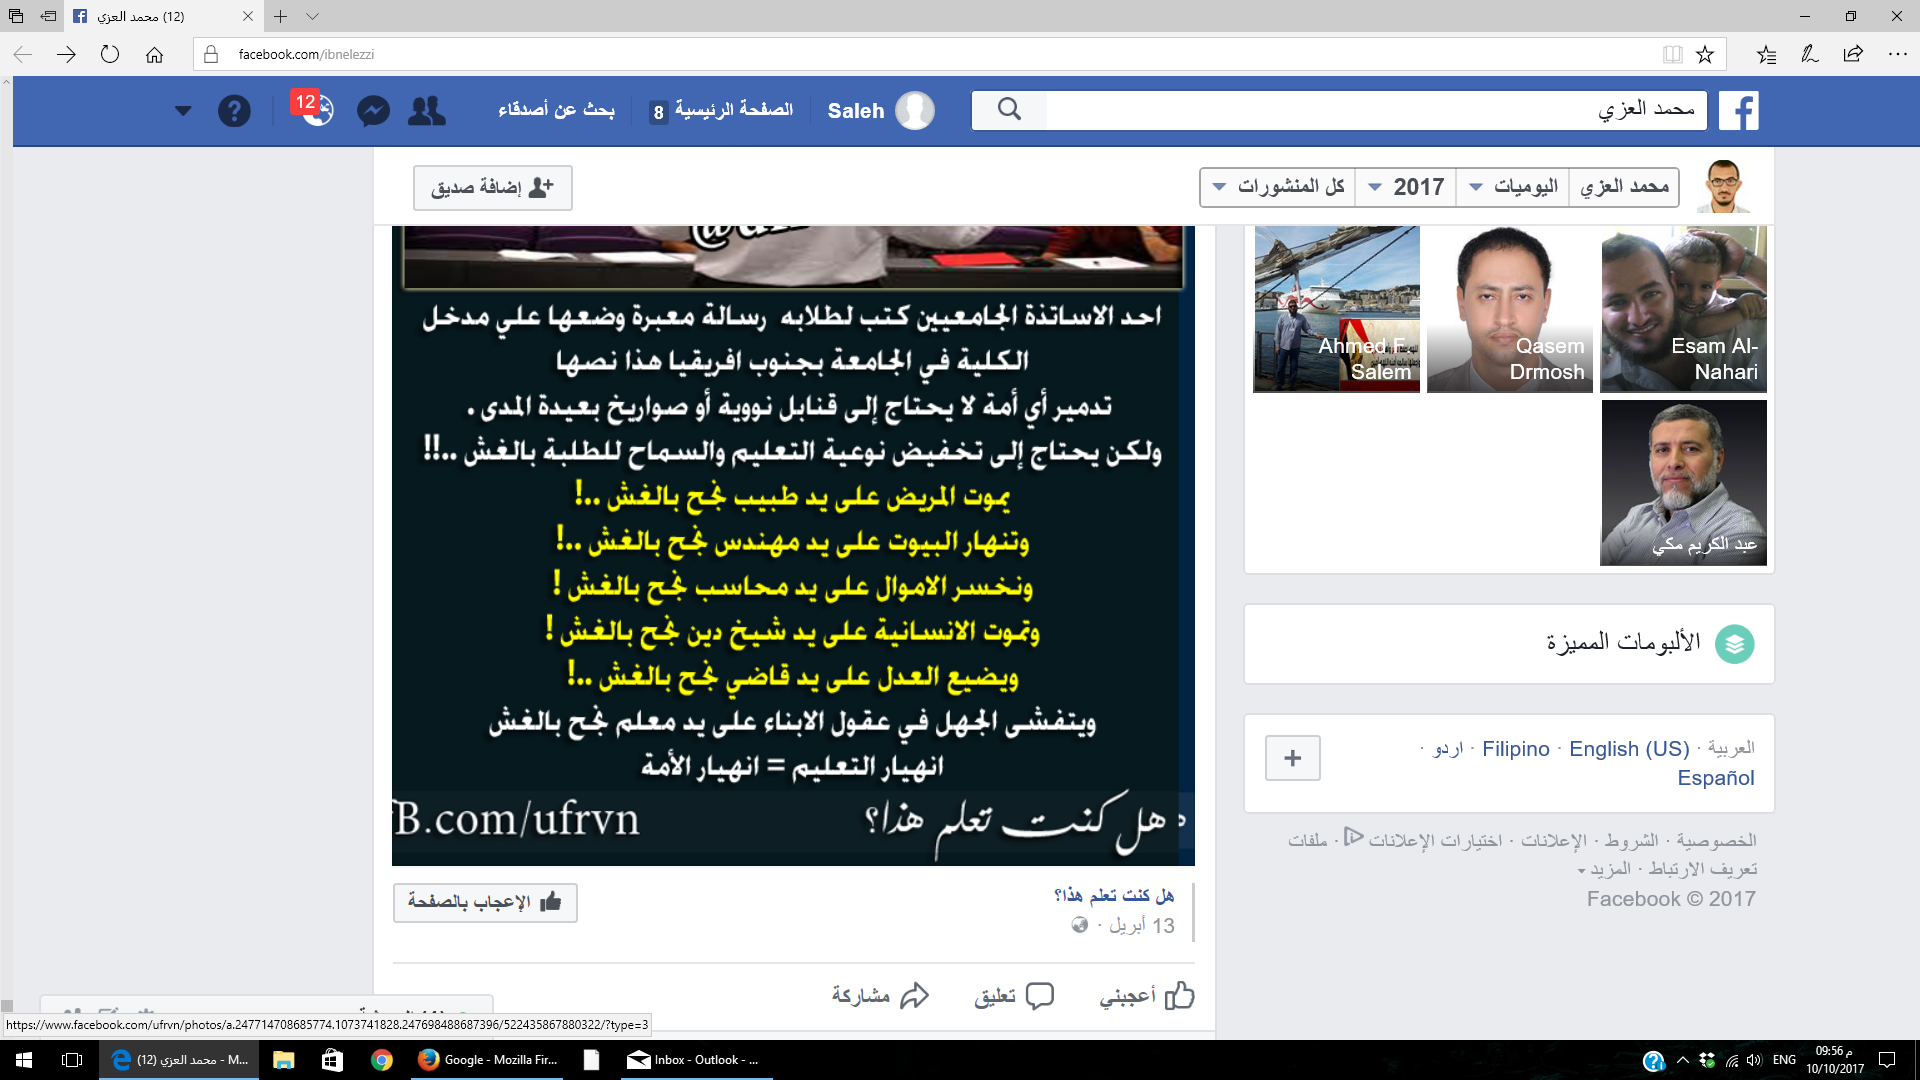 محمد العزي (12)
facebook.com/ibnelezzi
محمد العزي
Saleh
الصفحة الرئيسية 8
بحث عن أصدقاء
12
محمد العزي
اليوميات
2017
كل المنشورات
إضافة صديق
احد الاساتذة الجامعيين كتب لطلابه رسالة معبرة وضعها علي مدخل
الكلية في الجامعة بجنوب افريقيا هذا نصها
تدمير أي أمة لا يحتاج إلى قنابل نووية أو صواريخ بعيدة المدى .
ولكن يحتاج إلى تخفيض نوعية التعليم والسماح للطلبة بالغش ..!!
يموت المريض على يد طبيب نجح بالغش ..!
وتنهار البيوت على يد مهندس نجح بالغش ..!
ونخسر الاموال على يد محاسب نجح بالغش !
وتموت الانسانية على يد شيخ دين نجح بالغش !
ويضيع العدل على يد قاضي نجح بالغش ..!
ويتفشى الجهل في عقول الابناء على يد معلم نجح بالغش
انهيار التعليم = انهيار الأمة
هل كنت تعلم هذا؟
fB.com/ufrvn
هل كنت تعلم هذا؟
13 أبريل ·
الإعجاب بالصفحة
أعجبني
تعليق
مشاركة
Esam Al-
Nahari
Qasem
Drmosh
Ahmed F.
Salem
عبد الكريم مكي
الألبومات المميزة
العربية · English (US) · Filipino · اردو ·
Español
الخصوصية · الشروط · الإعلانات · اختيارات الإعلانات · ملفات
تعريف الارتباط · المزيد
Facebook © 2017
https://www.facebook.com/ufrvn/photos/a.247714708685774.1073741828.247698488687396/522435867880322/?type=3
محمد العزي (12) - M...
Google - Mozilla Fir...
Inbox - Outlook - ...
ENG
09:56 م
10/10/2017